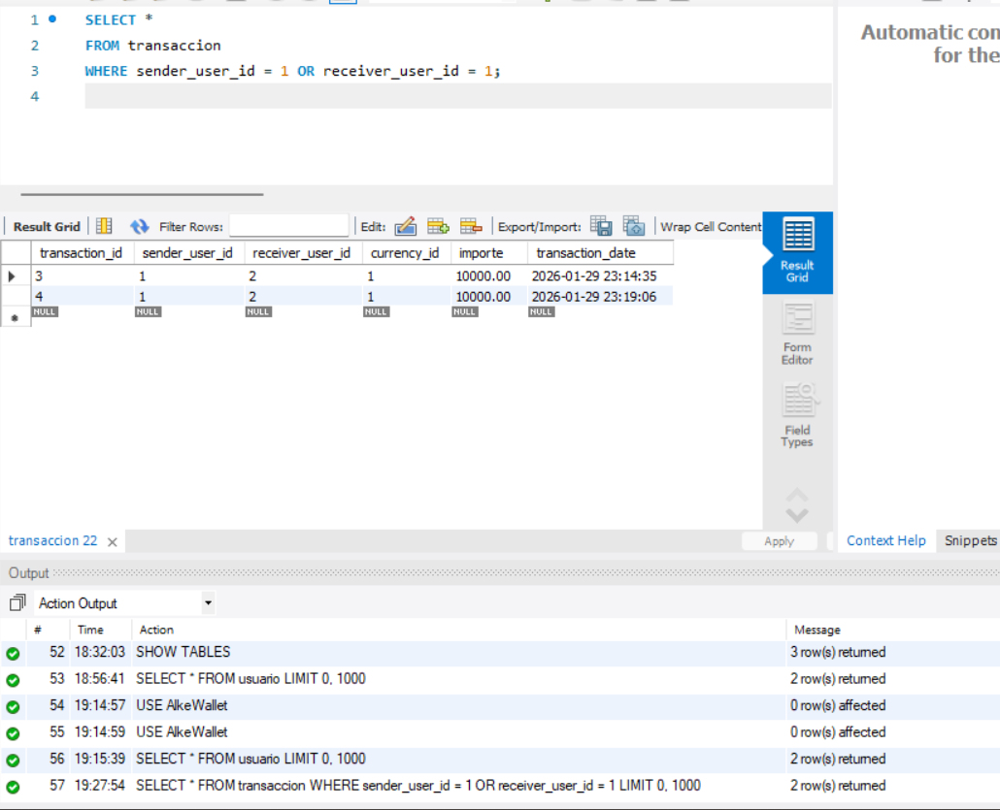 1 SELECT *
2 FROM transaccion
3 WHERE sender_user_id = 1 OR receiver_user_id = 1;
4
Automatic con
for the
Result Grid Filter Rows: Edit: Export/Import: Wrap Cell Content
transaction_id sender_user_id receiver_user_id currency_id importe transaction_date
3 1 2 1 10000.00 2026-01-29 23:14:35
4 1 2 1 10000.00 2026-01-29 23:19:06
NULL NULL NULL NULL NULL NULL
Result
Grid
Form
Editor
Field
Types
transaccion 22
Apply
Context Help Snippets
Output
Action Output
# Time Action Message
52 18:32:03 SHOW TABLES 3 row(s) returned
53 18:56:41 SELECT * FROM usuario LIMIT 0, 1000 2 row(s) returned
54 19:14:57 USE AlkeWallet 0 row(s) affected
55 19:14:59 USE AlkeWallet 0 row(s) affected
56 19:15:39 SELECT * FROM usuario LIMIT 0, 1000 2 row(s) returned
57 19:27:54 SELECT * FROM transaccion WHERE sender_user_id = 1 OR receiver_user_id = 1 LIMIT 0, 1000 2 row(s) returned